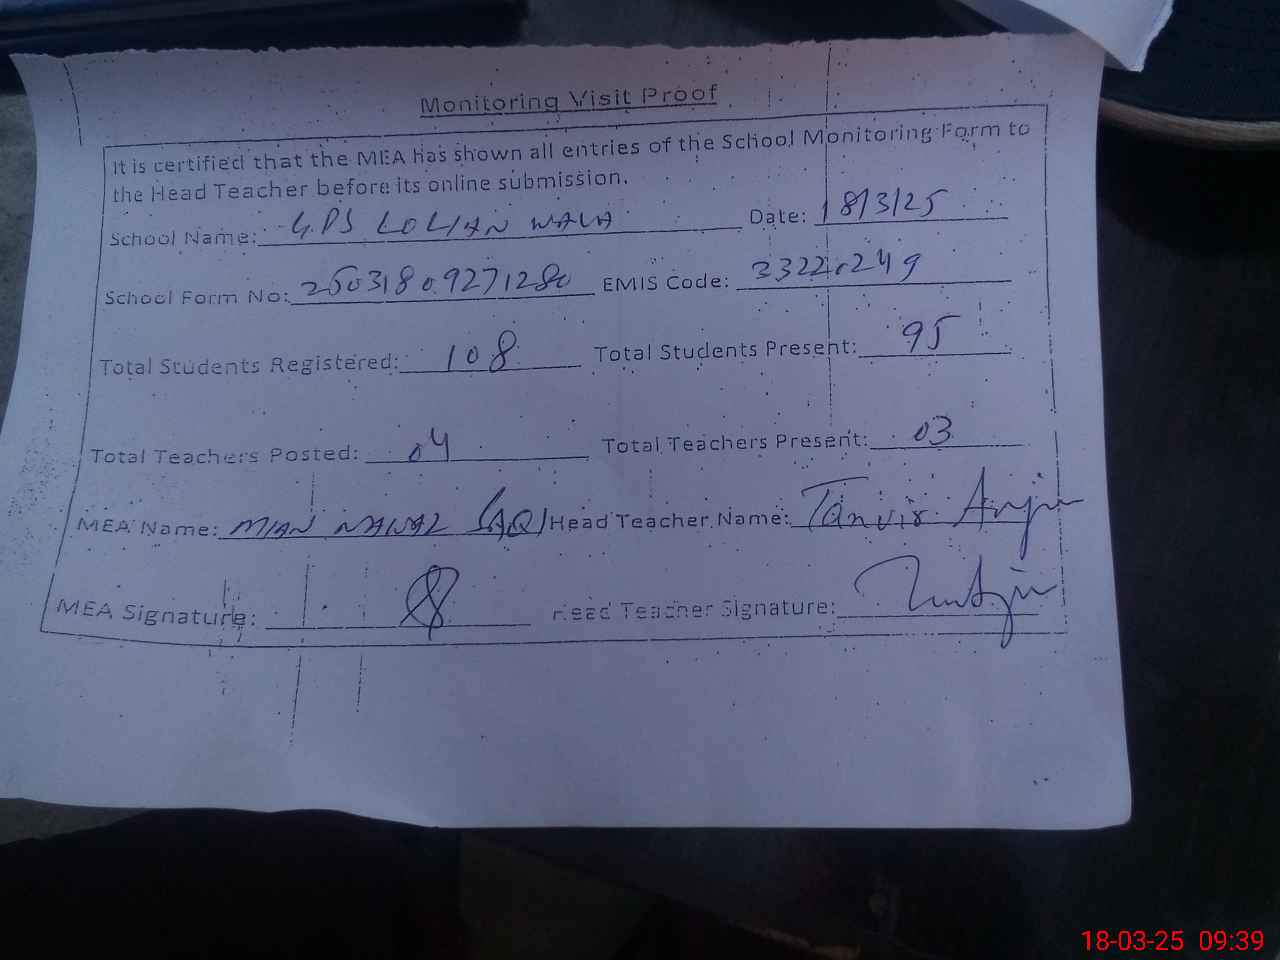 Monitoring Visit Proof
It is certified that the MEA has shown all entries of the School Monitoring Form to
the Head Teacher before its online submission.
School Name: G.PS LOLIAN WALA Date: 18/3/25
School Form No: 25031809271280 EMIS Code: 33220249
Total Students Registered: 108 Total Students Present: 95
Total Teachers Posted: 04 Total Teachers Present: 03
MEA Name: MIAN NAWAZ Head Teacher Name: Tanvir Anjum
MEA Signature: Head Teacher Signature:
18-03-25 09:39